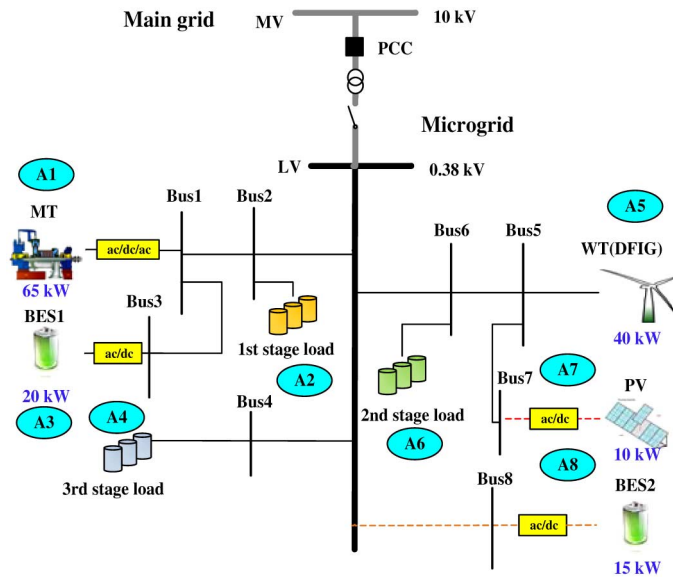 Main grid
MV
10 kV
PCC
Microgrid
LV
0.38 kV
A1
MT
ac/dc/ac
65 kW
Bus1
Bus2
Bus6
Bus5
A5
WT(DFIG)
40 kW
BES1
ac/dc
20 kW
Bus3
1st stage load
A2
A3
A4
3rd stage load
Bus4
2nd stage load
A6
Bus7
A7
ac/dc
PV
10 kW
A8
Bus8
ac/dc
BES2
15 kW